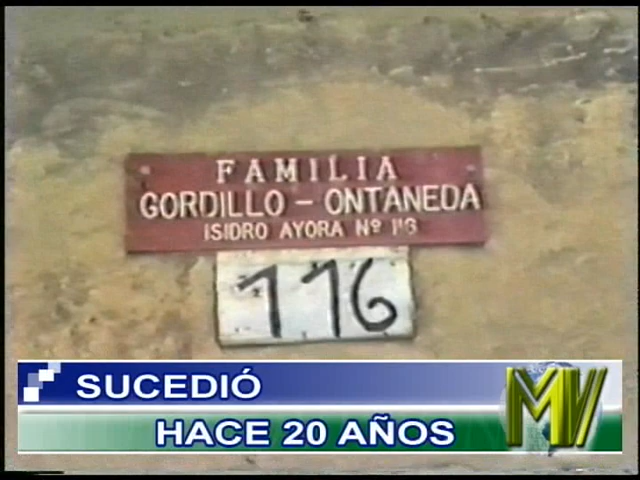 FAMILIA
GORDILLO - ONTANEDA
ISIDRO AYORA Nº 116
116
SUCEDIÓ
HACE 20 AÑOS
MV